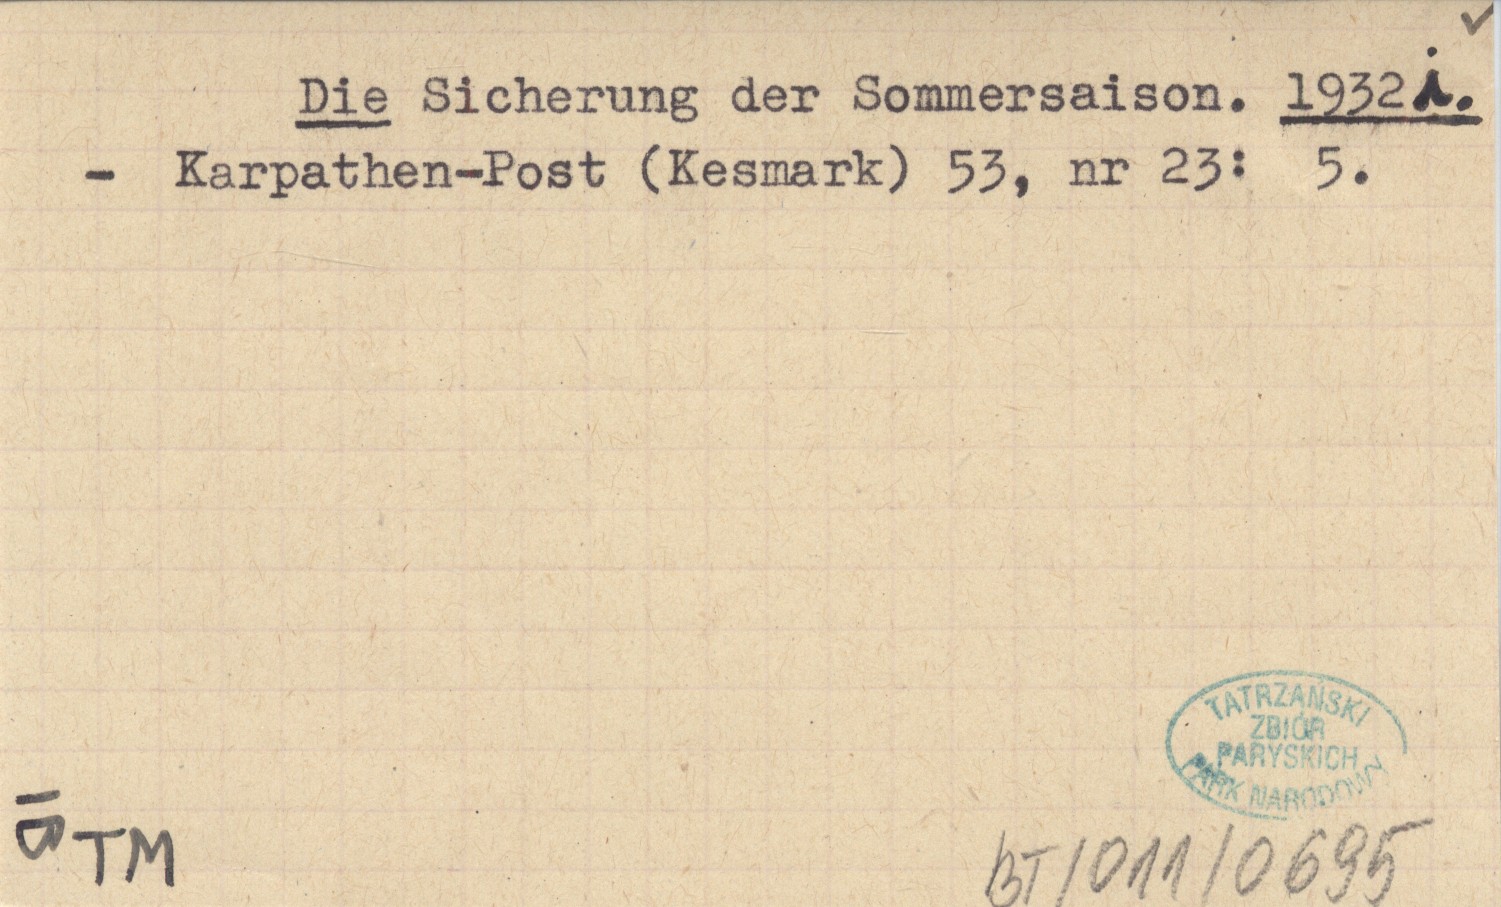 Die Sicherung der Sommersaison. 1932 i.
- Karpathen-Post (Kesmark) 53, nr 23: 5.
TATRZAŃSKI
ZBIÓR
PARYSKICH
PARK NARODOWY
TM
BT/011/0695